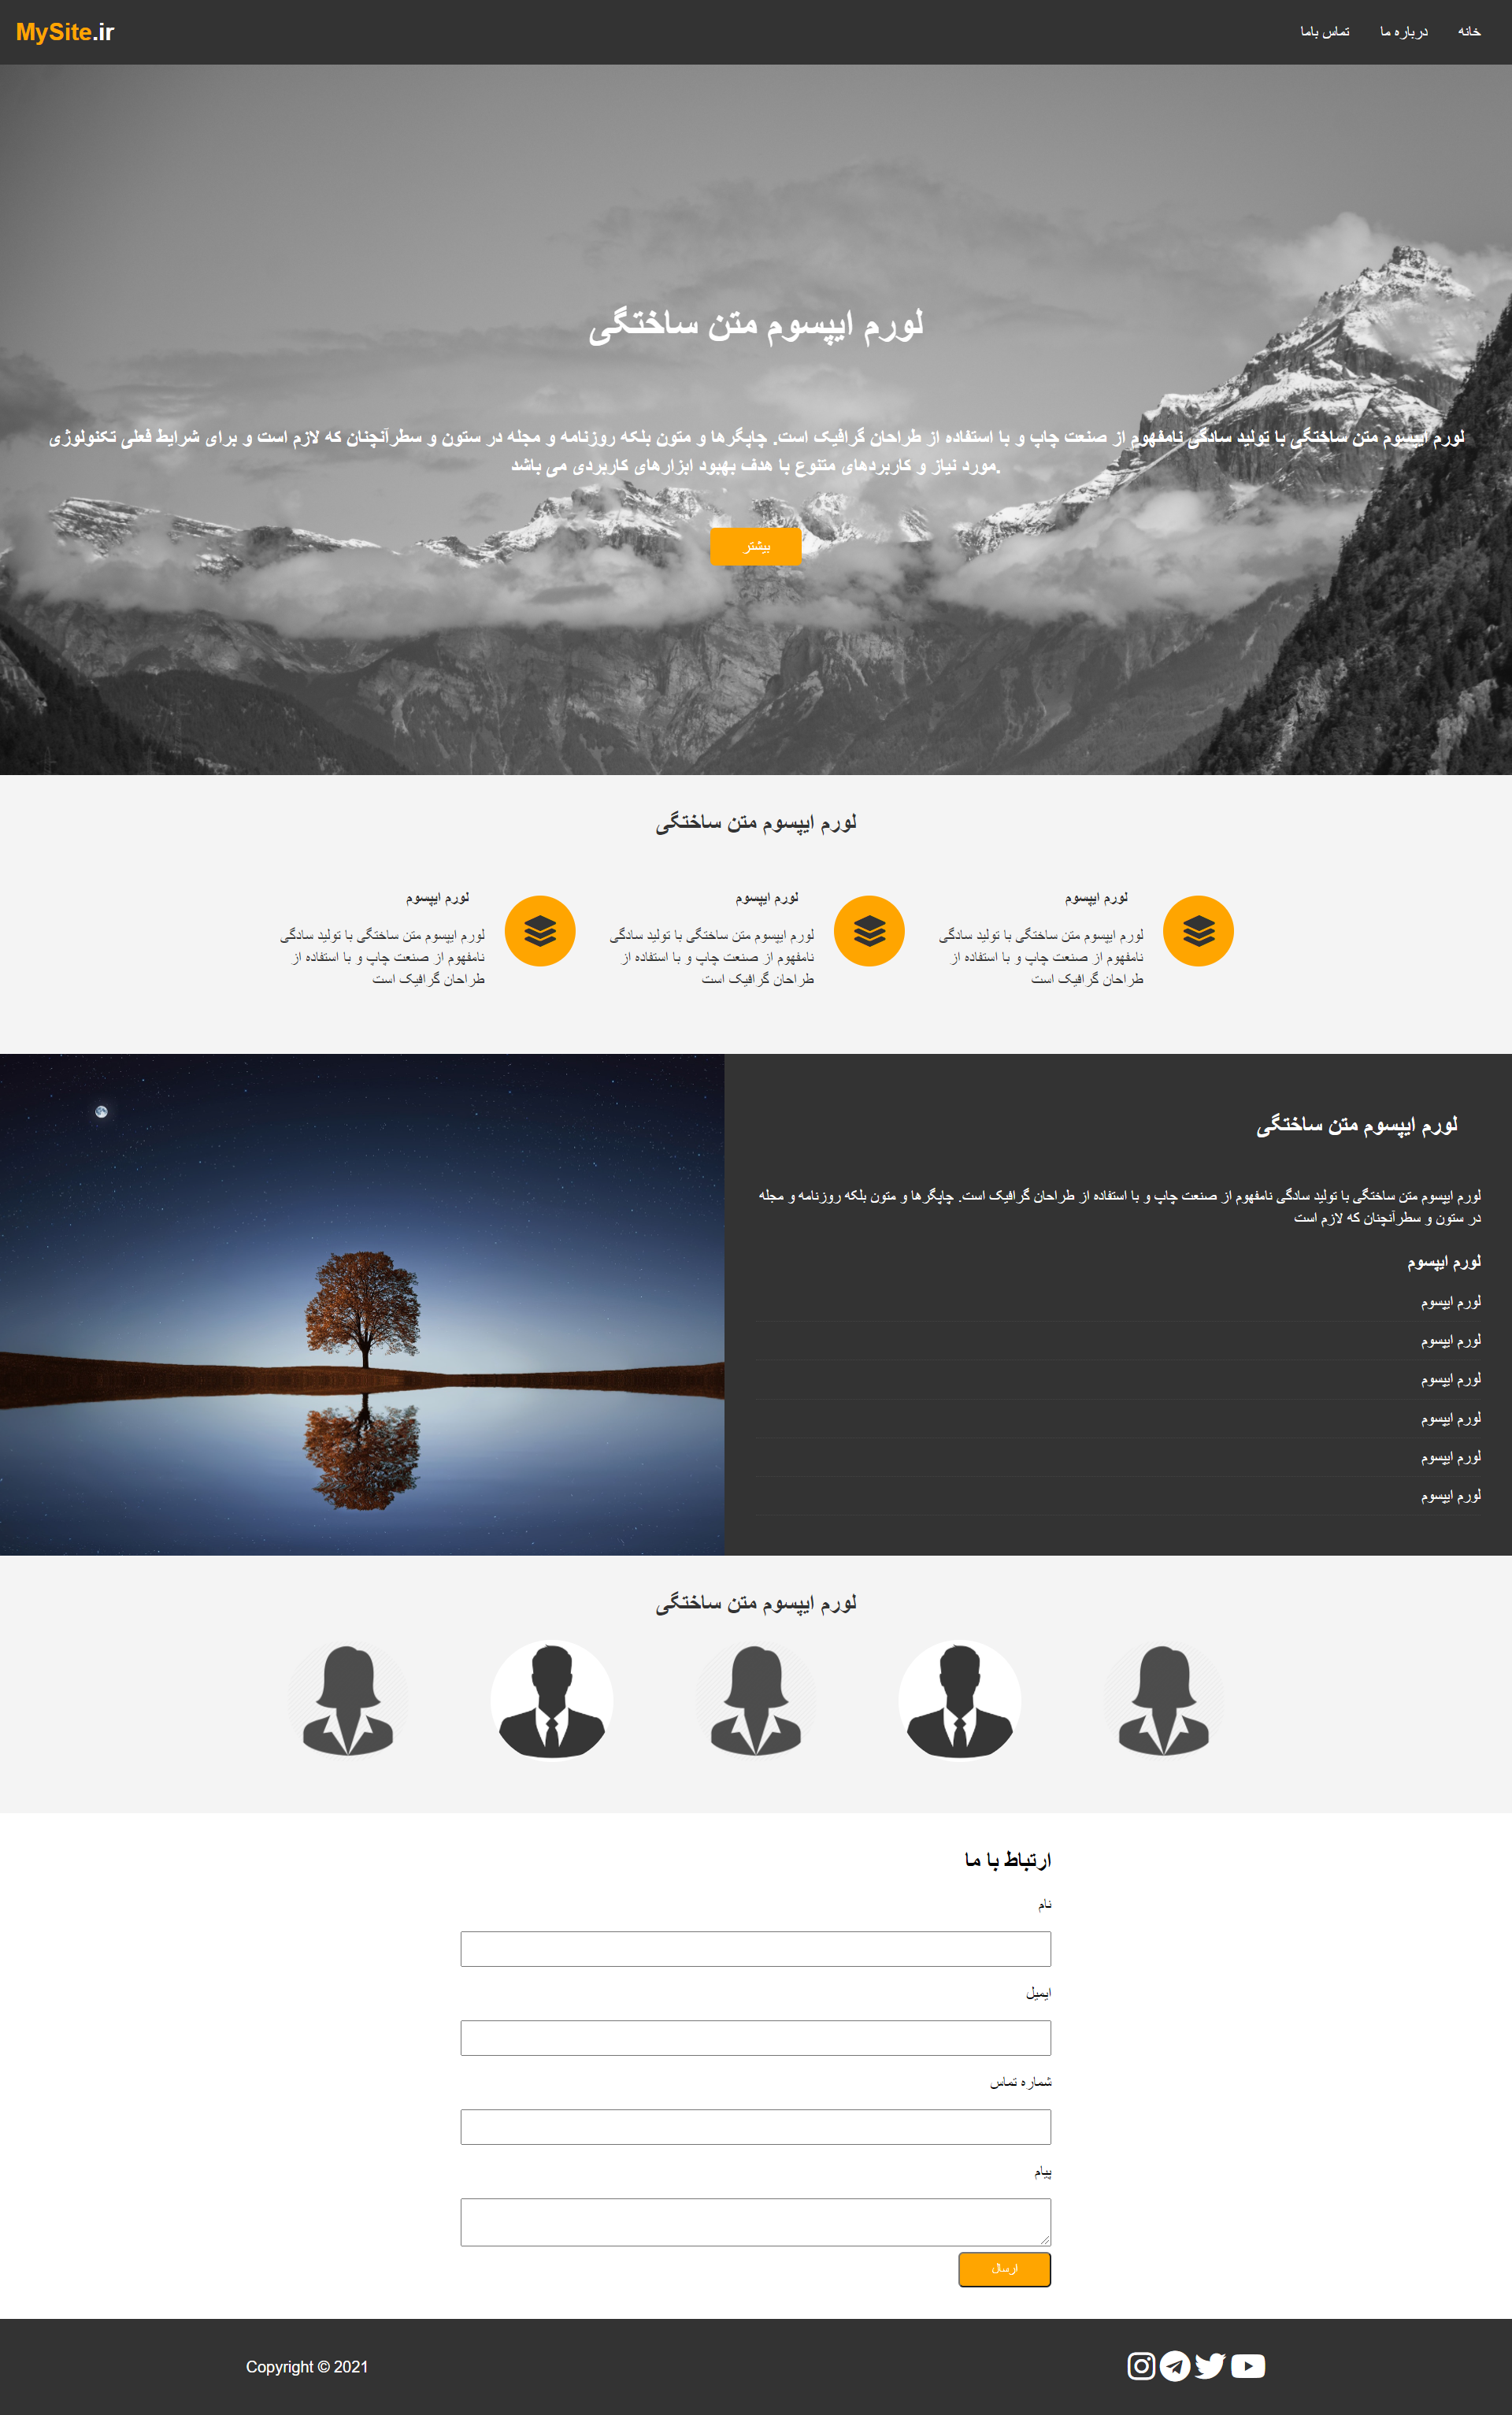 MySite.ir
خانه
درباره ما
تماس باما
لورم ایپسوم متن ساختگی
لورم ایپسوم متن ساختگی با تولید سادگی نامفهوم از صنعت چاپ و با استفاده از طراحان گرافیک است. چاپگرها و متون بلکه روزنامه و مجله در ستون و سطرآنچنان که لازم است و برای شرایط فعلی تکنولوژی
مورد نیاز و کاربردهای متنوع با هدف بهبود ابزارهای کاربردی می باشد.
بیشتر
لورم ایپسوم متن ساختگی
لورم ایپسوم
لورم ایپسوم متن ساختگی با تولید سادگی
نامفهوم از صنعت چاپ و با استفاده از
طراحان گرافیک است
لورم ایپسوم
لورم ایپسوم متن ساختگی با تولید سادگی
نامفهوم از صنعت چاپ و با استفاده از
طراحان گرافیک است
لورم ایپسوم
لورم ایپسوم متن ساختگی با تولید سادگی
نامفهوم از صنعت چاپ و با استفاده از
طراحان گرافیک است
لورم ایپسوم متن ساختگی
لورم ایپسوم متن ساختگی با تولید سادگی نامفهوم از صنعت چاپ و با استفاده از طراحان گرافیک است. چاپگرها و متون بلکه روزنامه و مجله
در ستون و سطرآنچنان که لازم است
لورم ایپسوم
لورم ایپسوم
لورم ایپسوم
لورم ایپسوم
لورم ایپسوم
لورم ایپسوم
لورم ایپسوم
لورم ایپسوم متن ساختگی
ارتباط با ما
نام
ایمیل
شماره تماس
پیام
ارسال
Copyright © 2021